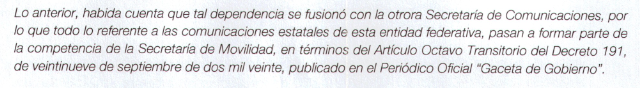 Lo anterior, habida cuenta que tal dependencia se fusionó con la otrora Secretaría de Comunicaciones, por
lo que todo lo referente a las comunicaciones estatales de esta entidad federativa, pasan a formar parte de
la competencia de la Secretaría de Movilidad, en términos del Artículo Octavo Transitorio del Decreto 191,
de veintinueve de septiembre de dos mil veinte, publicado en el Periódico Oficial “Gaceta de Gobierno”.